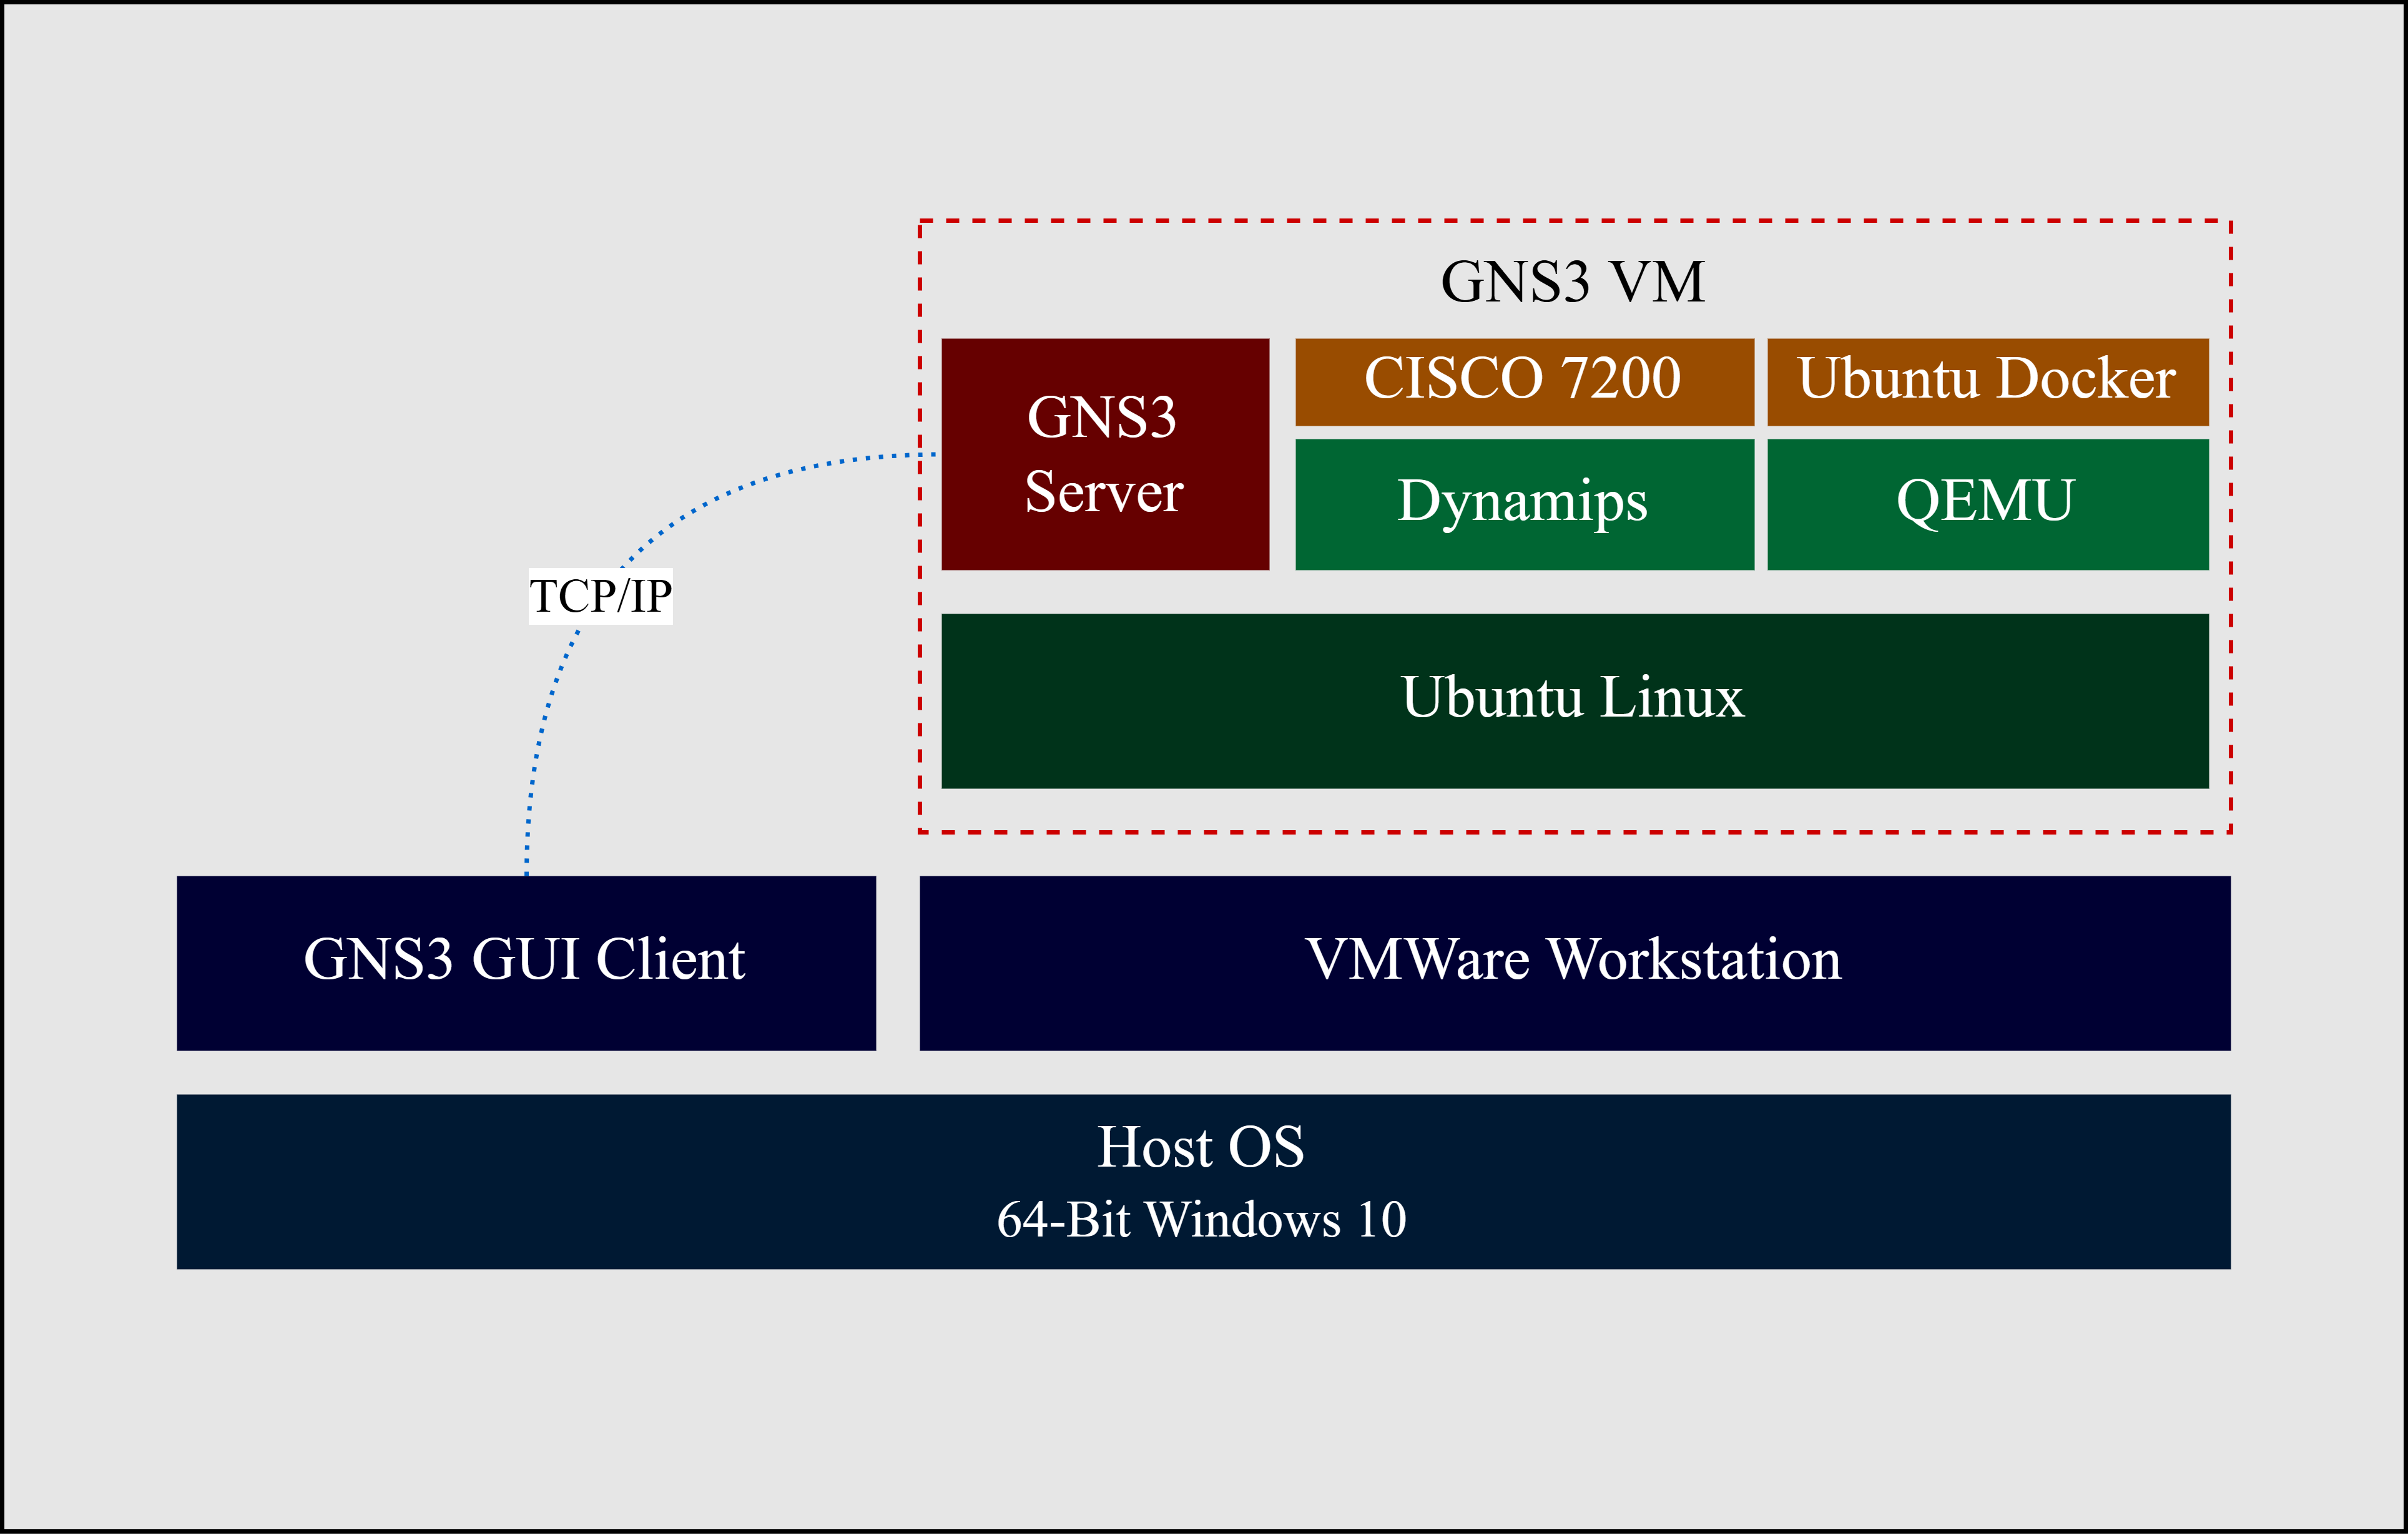 GNS3 VM
GNS3
Server
CISCO 7200
Ubuntu Docker
Dynamips
QEMU
TCP/IP
Ubuntu Linux
GNS3 GUI Client
VMWare Workstation
Host OS
64-Bit Windows 10